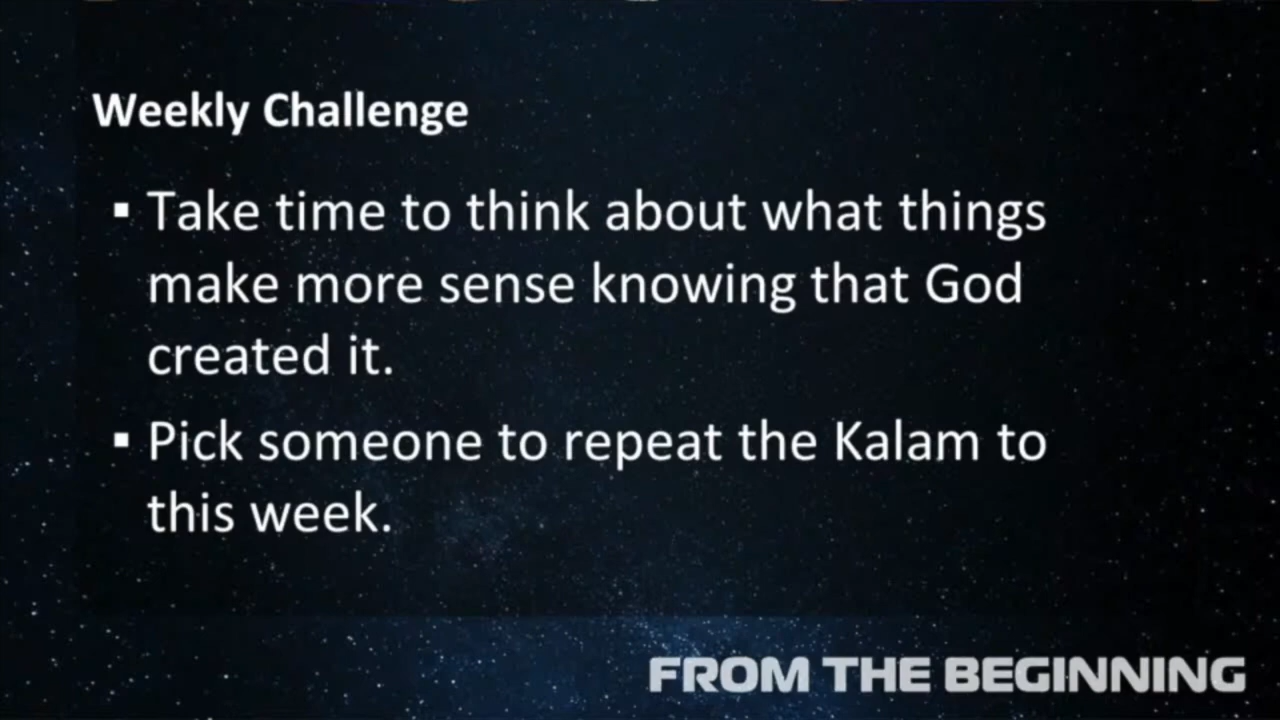 Weekly Challenge
▪ Take time to think about what things
make more sense knowing that God
created it.
▪ Pick someone to repeat the Kalam to
this week.
FROM THE BEGINNING